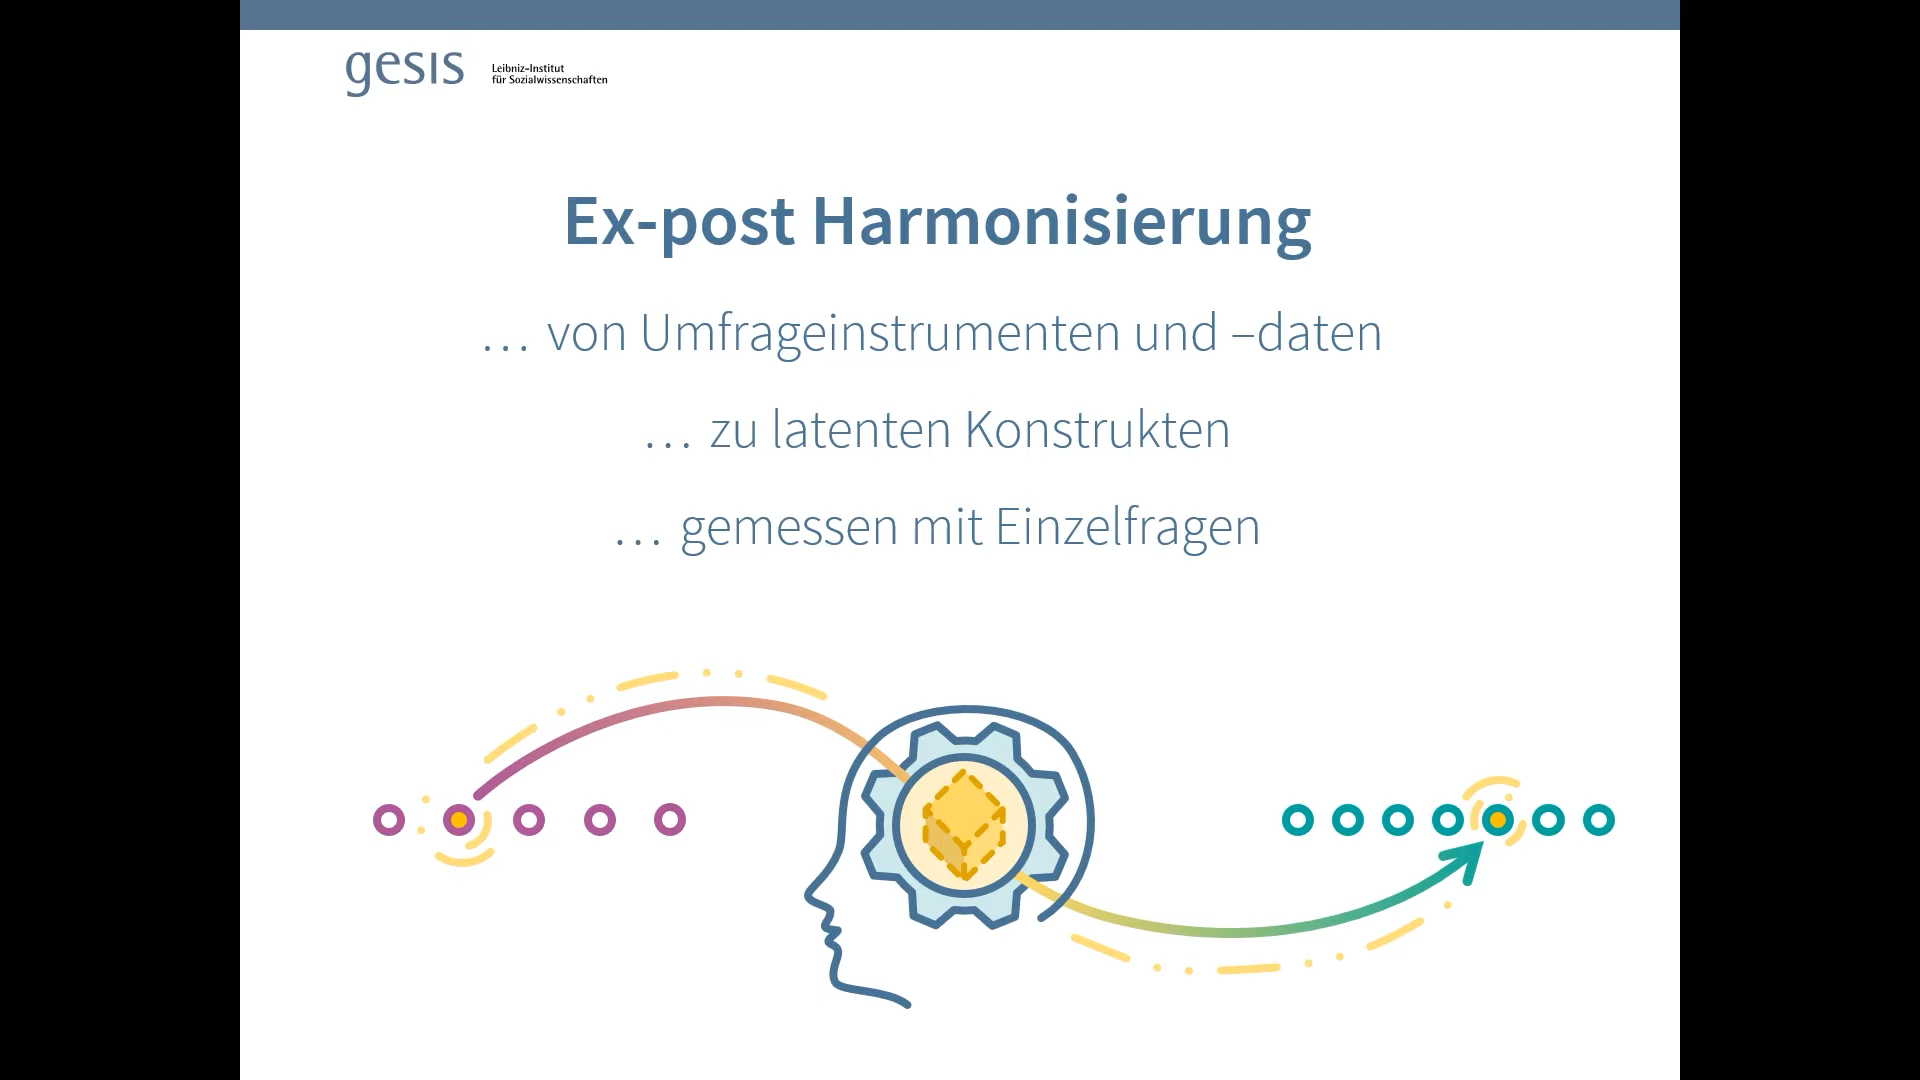 gesis
Leibniz-Institut
für Sozialwissenschaften
Ex-post Harmonisierung
… von Umfrageinstrumenten und –daten
… zu latenten Konstrukten
… gemessen mit Einzelfragen